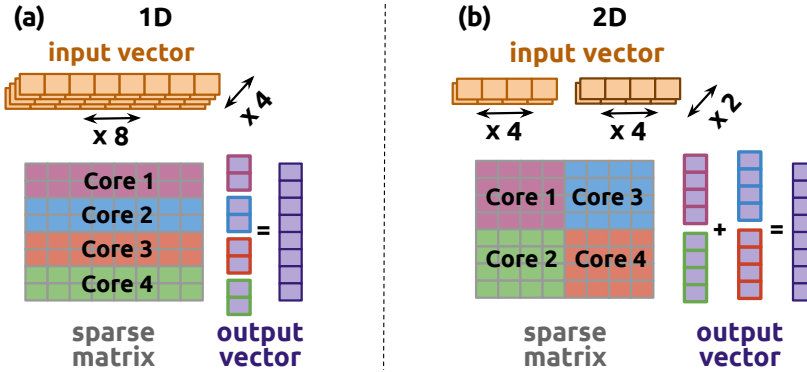 (a) 1D
input vector
x 8
x 4
Core 1
Core 2
Core 3
Core 4
=
sparse
matrix
output
vector
(b) 2D
input vector
x 4
x 4
x 2
Core 1
Core 3
Core 2
Core 4
+
=
sparse
matrix
output
vector